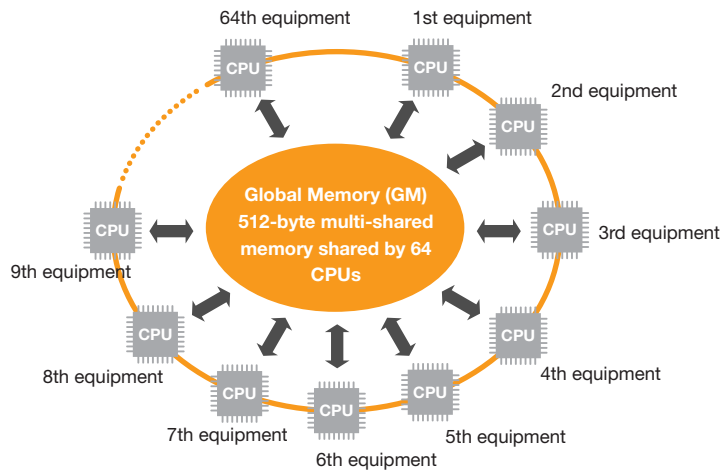 64th equipment
1st equipment
CPU
CPU
2nd equipment
CPU
Global Memory (GM)
512-byte multi-shared
memory shared by 64
CPUs
CPU
3rd equipment
CPU
9th equipment
CPU
8th equipment
CPU
4th equipment
CPU
7th equipment
CPU
6th equipment
CPU
5th equipment